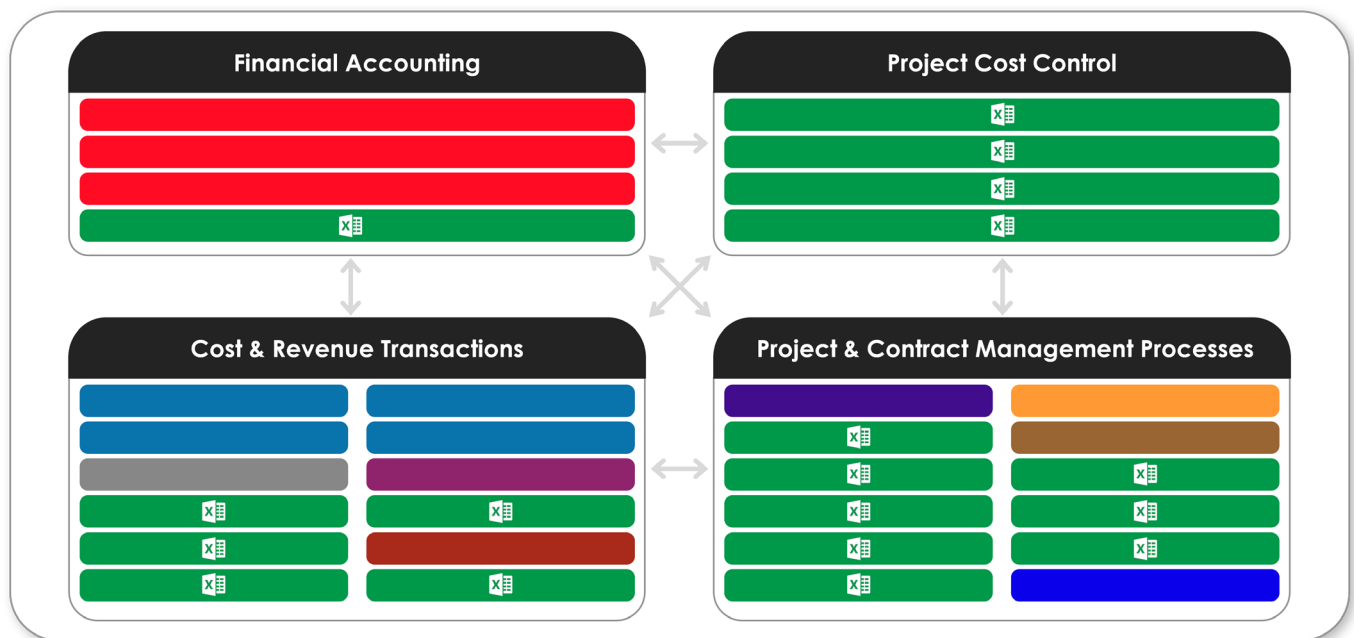 Financial Accounting
Project Cost Control
Cost & Revenue Transactions
Project & Contract Management Processes